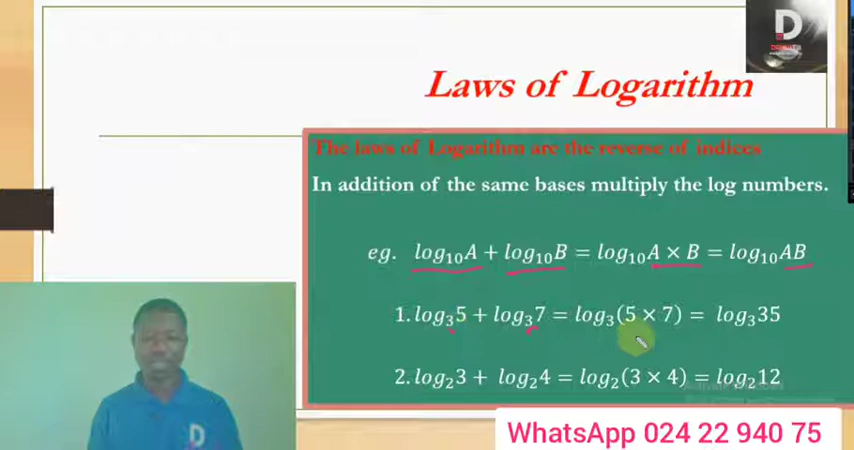 D
Laws of Logarithm
The laws of Logarithm are the reverse of indices
In addition of the same bases multiply the log numbers.
eg. log₁₀A + log₁₀B = log₁₀A × B = log₁₀AB
1. log₃5 + log₃7 = log₃(5 × 7) = log₃35
2. log₂3 + log₂4 = log₂(3 × 4) = log₂12
D
WhatsApp 024 22 940 75